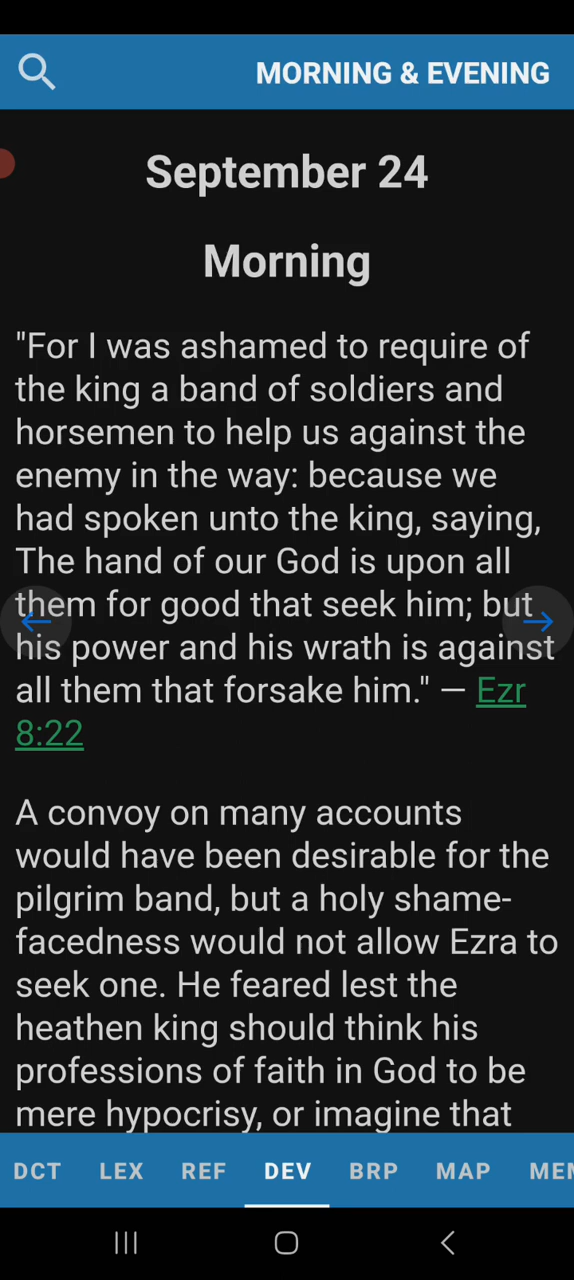 MORNING & EVENING
September 24
Morning
"For I was ashamed to require of
the king a band of soldiers and
horsemen to help us against the
enemy in the way: because we
had spoken unto the king, saying,
The hand of our God is upon all
them for good that seek him; but
his power and his wrath is against
all them that forsake him." — Ezr
8:22
A convoy on many accounts
would have been desirable for the
pilgrim band, but a holy shame-
facedness would not allow Ezra to
seek one. He feared lest the
heathen king should think his
professions of faith in God to be
mere hypocrisy, or imagine that
DCT LEX REF DEV BRP MAP